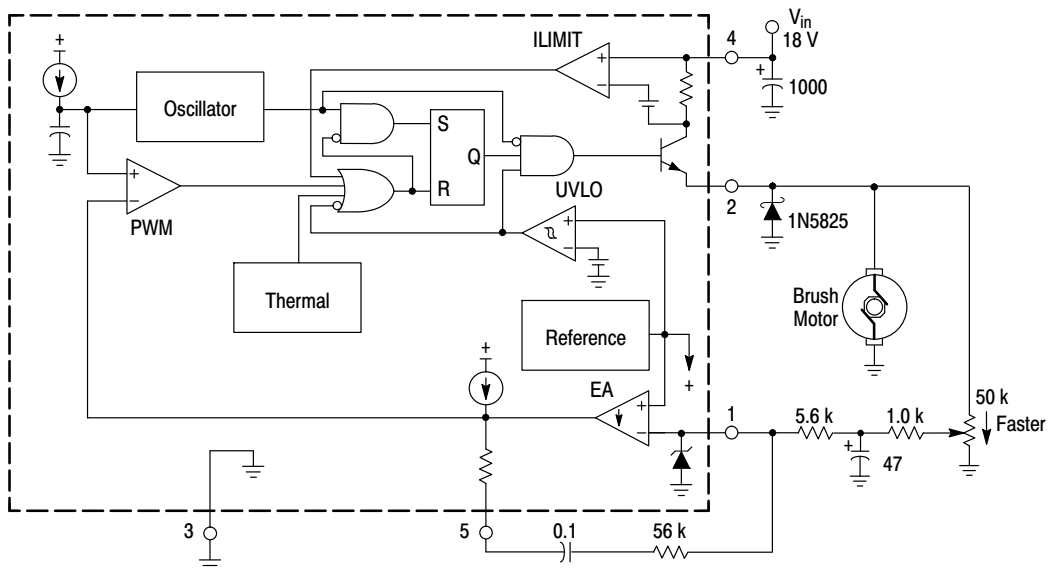 V_in
18 V
4
ILIMIT
+
+
−
+
1000
Oscillator
S
Q
R
UVLO
+
−
PWM
2
1N5825
+
−
Thermal
Brush
Motor
Reference
+
+
EA
+
−
1
5.6 k
1.0 k
50 k
Faster
+
47
3
5
0.1
56 k